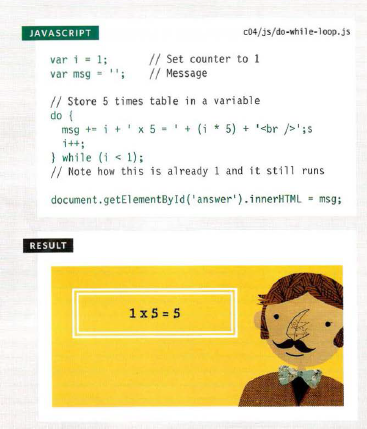 JAVASCRIPT
c04/js/do-while-loop.js
var i = 1; // Set counter to 1
var msg = ''; // Message
// Store 5 times table in a variable
do {
msg += i + ' x 5 = ' + (i * 5) + '<br />';s
i++;
} while (i < 1);
// Note how this is already 1 and it still runs
document.getElementById('answer').innerHTML = msg;
RESULT
1 x 5 = 5